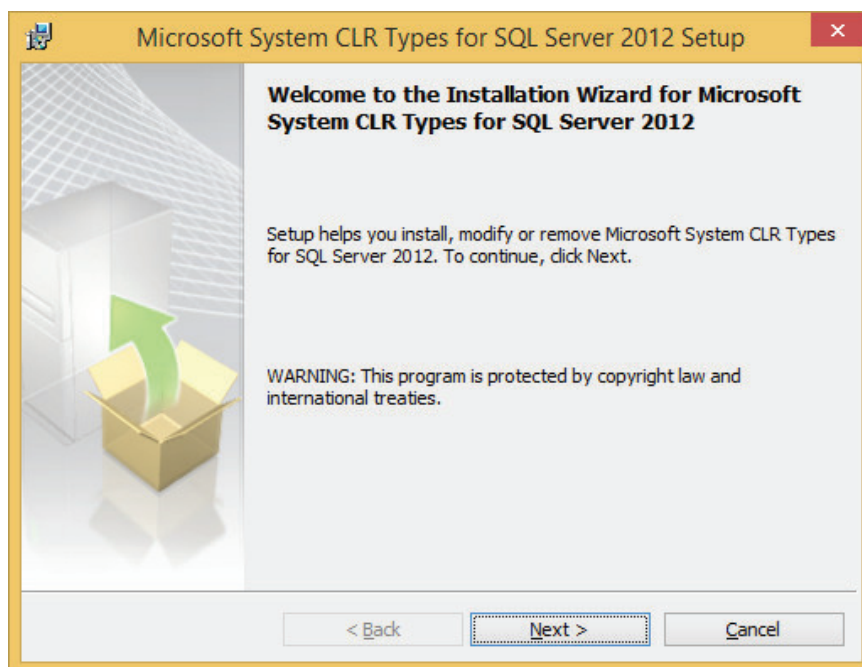 Microsoft System CLR Types for SQL Server 2012 Setup
Welcome to the Installation Wizard for Microsoft
System CLR Types for SQL Server 2012
Setup helps you install, modify or remove Microsoft System CLR Types
for SQL Server 2012. To continue, click Next.
WARNING: This program is protected by copyright law and
international treaties.
< Back Next > Cancel